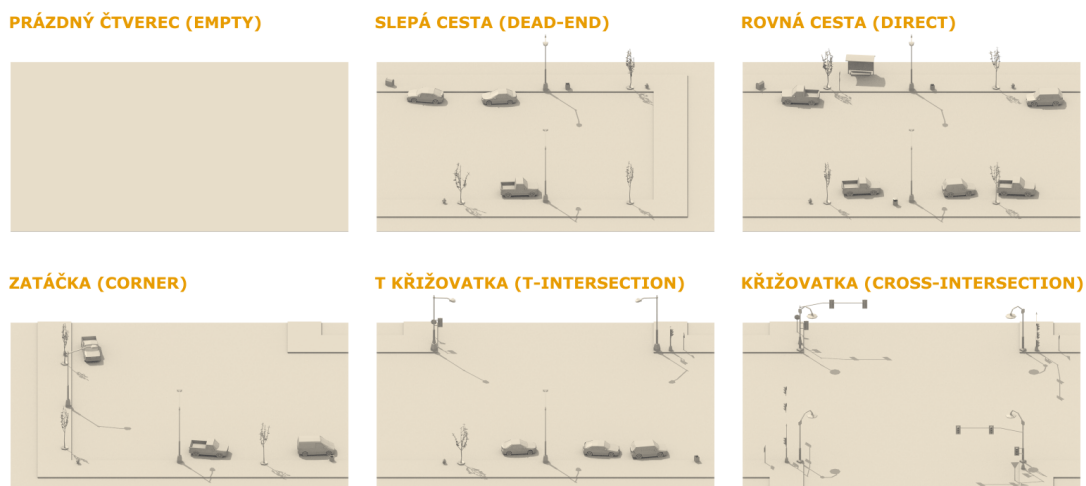 PRÁZDNÝ ČTVEREC (EMPTY)
SLEPÁ CESTA (DEAD-END)
ROVNÁ CESTA (DIRECT)
ZATÁČKA (CORNER)
T KŘIŽOVATKA (T-INTERSECTION)
KŘIŽOVATKA (CROSS-INTERSECTION)